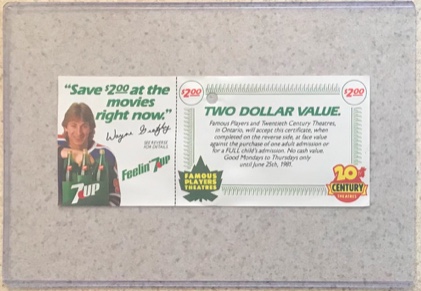 "Save $2.00 at the
movies
right now."
Wayne Gretzky
SEE REVERSE
FOR DETAILS
Feelin' 7up
7UP
$2.00
$2.00
TWO DOLLAR VALUE.
Famous Players and Twentieth Century Theatres,
in Ontario, will accept this certificate, when
completed on the reverse side, at face value
against the purchase of one adult admission or
for a FULL child's admission. No cash value.
Good Mondays to Thursdays only
until June 25th, 1981.
FAMOUS
PLAYERS
THEATRES
20th
CENTURY
THEATRES